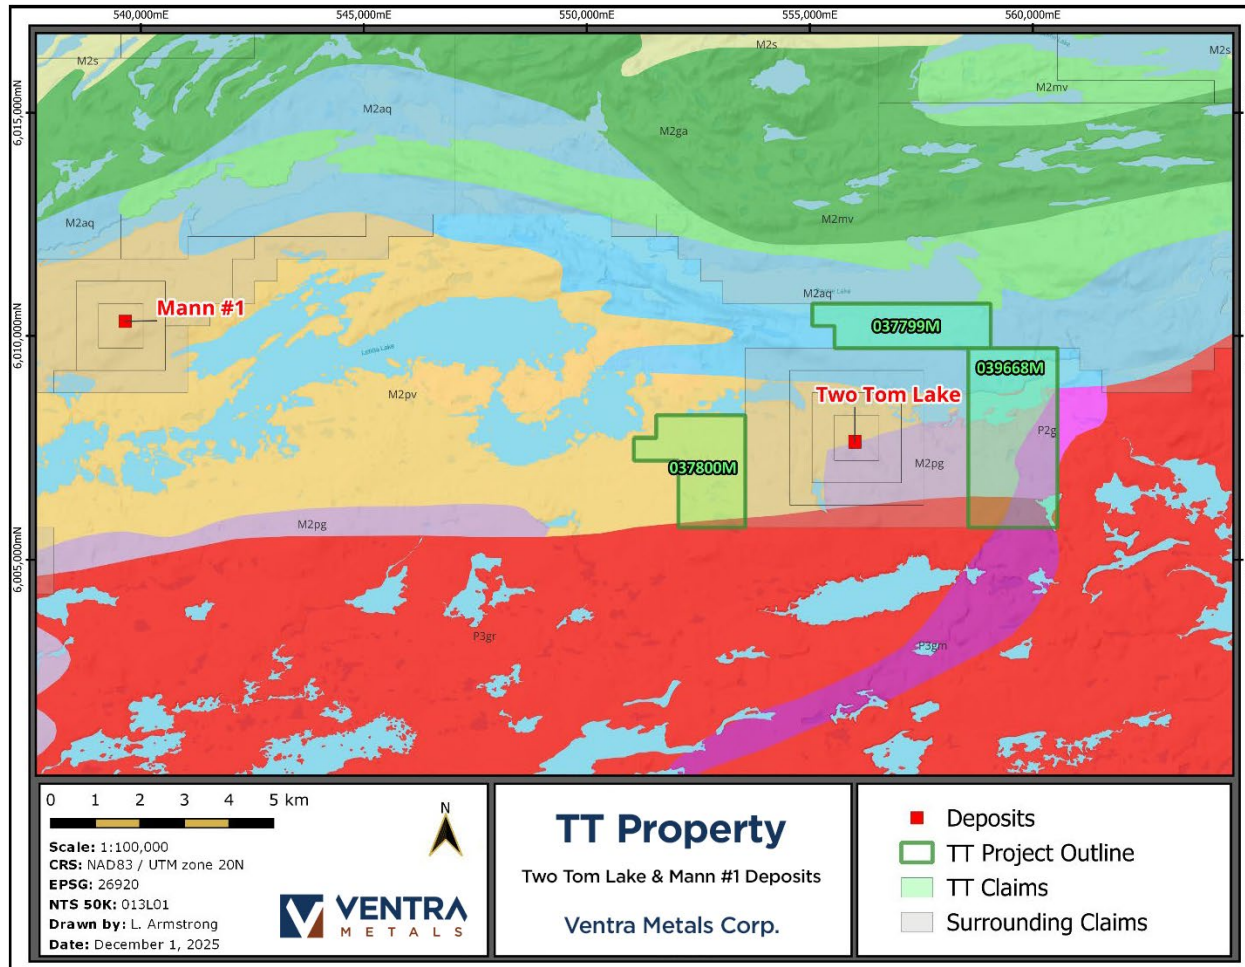 540,000mE 545,000mE 550,000mE 555,000mE 560,000mE
M2s
M2s
M2s
6,015,000mN
M2mv
M2aq
M2ga
M2aq
M2mv
M2aq
Mann #1
037799M
6,010,000mN
039668M
M2pv
Two Tom Lake
P2g
037800M
M2pg
M2pg
6,005,000mN
P3gr
P3gm
0 1 2 3 4 5 km
Scale: 1:100,000
CRS: NAD83 / UTM zone 20N
EPSG: 26920
NTS 50K: 013L01
Drawn by: L. Armstrong
Date: December 1, 2025
N
VENTRA
METALS
TT Property
Two Tom Lake & Mann #1 Deposits
Ventra Metals Corp.
Deposits
TT Project Outline
TT Claims
Surrounding Claims